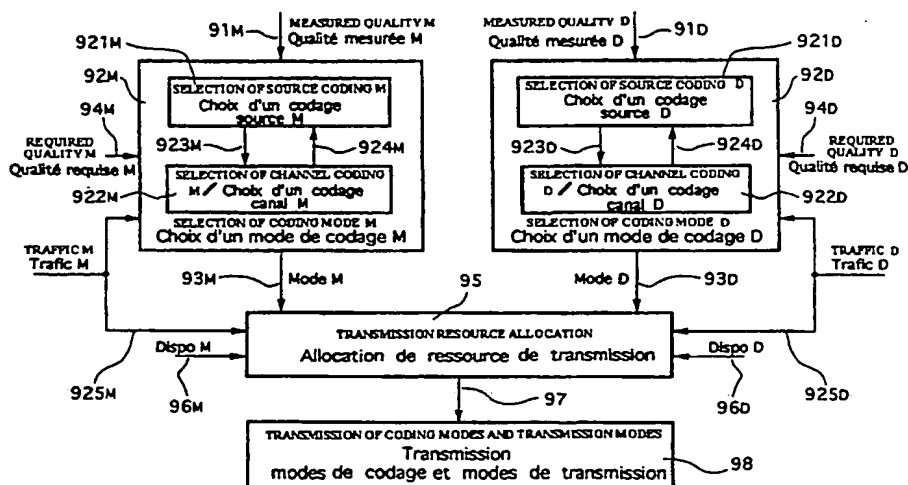 91M
MEASURED QUALITY M
Qualité mesurée M
MEASURED QUALITY D
Qualité mesurée D
91D
921M
92M
94M
SELECTION OF SOURCE CODING M
Choix d'un codage
source M
923M
924M
REQUIRED
QUALITY M
Qualité requise M
SELECTION OF CHANNEL CODING
M / Choix d'un codage
canal M
922M
SELECTION OF CODING MODE M
Choix d'un mode de codage M
921D
92D
94D
SELECTION OF SOURCE CODING D
Choix d'un codage
source D
923D
924D
REQUIRED
QUALITY D
Qualité requise D
SELECTION OF CHANNEL CODING
D / Choix d'un codage
canal D
922D
SELECTION OF CODING MODE D
Choix d'un mode de codage D
TRAFFIC M
Trafic M
93M
Mode M
95
Mode D
93D
TRAFFIC D
Trafic D
TRANSMISSION RESOURCE ALLOCATION
Allocation de ressource de transmission
Dispo M
Dispo D
925M
96M
97
96D
925D
TRANSMISSION OF CODING MODES AND TRANSMISSION MODES
Transmission
modes de codage et modes de transmission
98